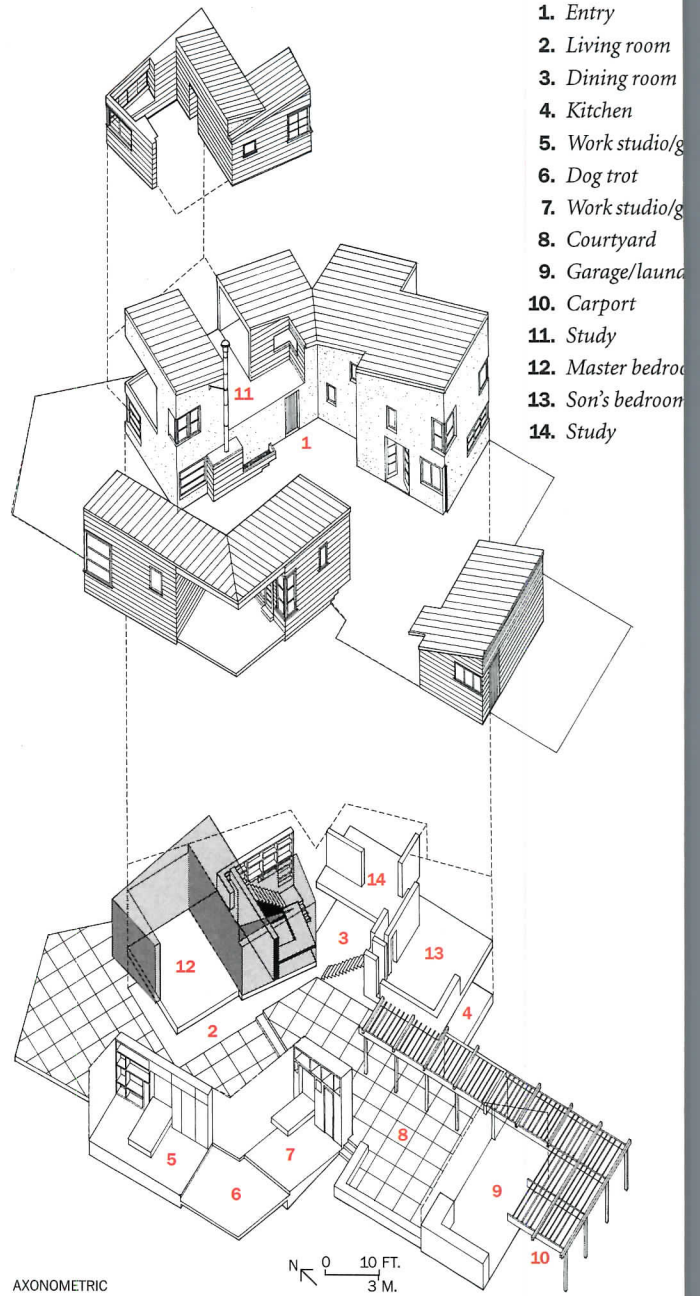 1. Entry
2. Living room
3. Dining room
4. Kitchen
5. Work studio/g
6. Dog trot
7. Work studio/g
8. Courtyard
9. Garage/laund
10. Carport
11. Study
12. Master bedroo
13. Son's bedroom
14. Study
11
1
14
3
13
12
4
2
8
7
5
9
6
10
N 0 10 FT.
3 M.
AXONOMETRIC